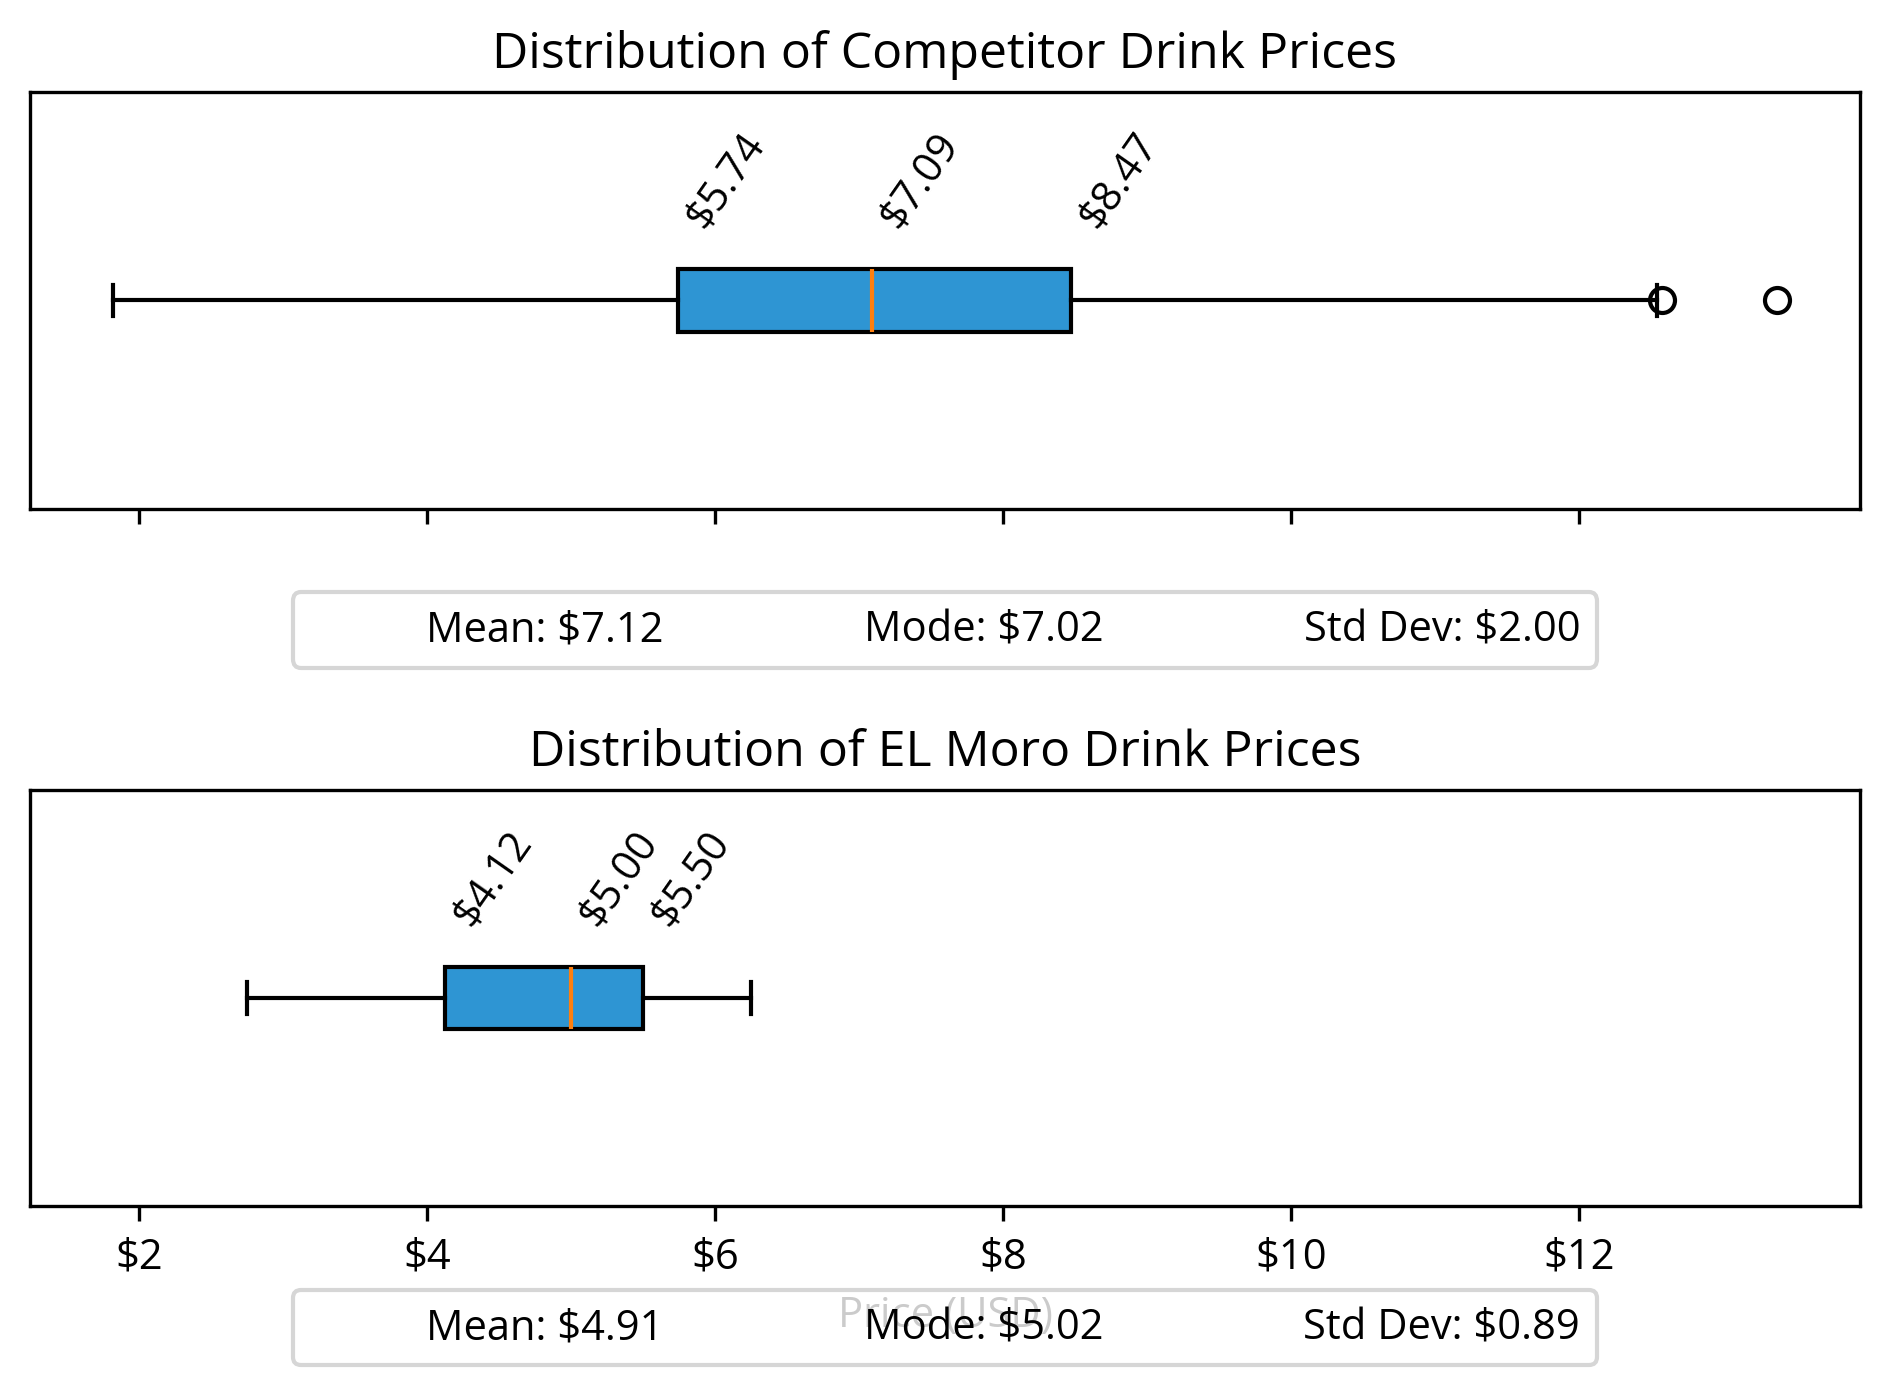 Distribution of Competitor Drink Prices
$5.74 $7.09 $8.47
Mean: $7.12 Mode: $7.02 Std Dev: $2.00
Distribution of EL Moro Drink Prices
$4.12 $5.00 $5.50
$2 $4 $6 $8 $10 $12
Price (USD)
Mean: $4.91 Mode: $5.02 Std Dev: $0.89